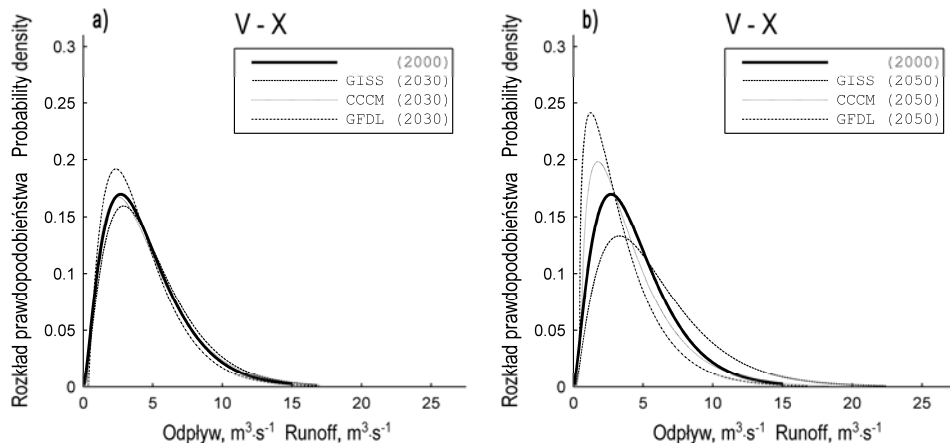 a) V - X
Rozkład prawdopodobieństwa Probability density
0.3
0.25
0.2
0.15
0.1
0.05
0
(2000)
GISS (2030)
CCCM (2030)
GFDL (2030)
0 5 10 15 20 25
Odpływ, m³·s⁻¹ Runoff, m³·s⁻¹
b) V - X
Rozkład prawdopodobieństwa Probability density
0.3
0.25
0.2
0.15
0.1
0.05
0
(2000)
GISS (2050)
CCCM (2050)
GFDL (2050)
0 5 10 15 20 25
Odpływ, m³·s⁻¹ Runoff, m³·s⁻¹